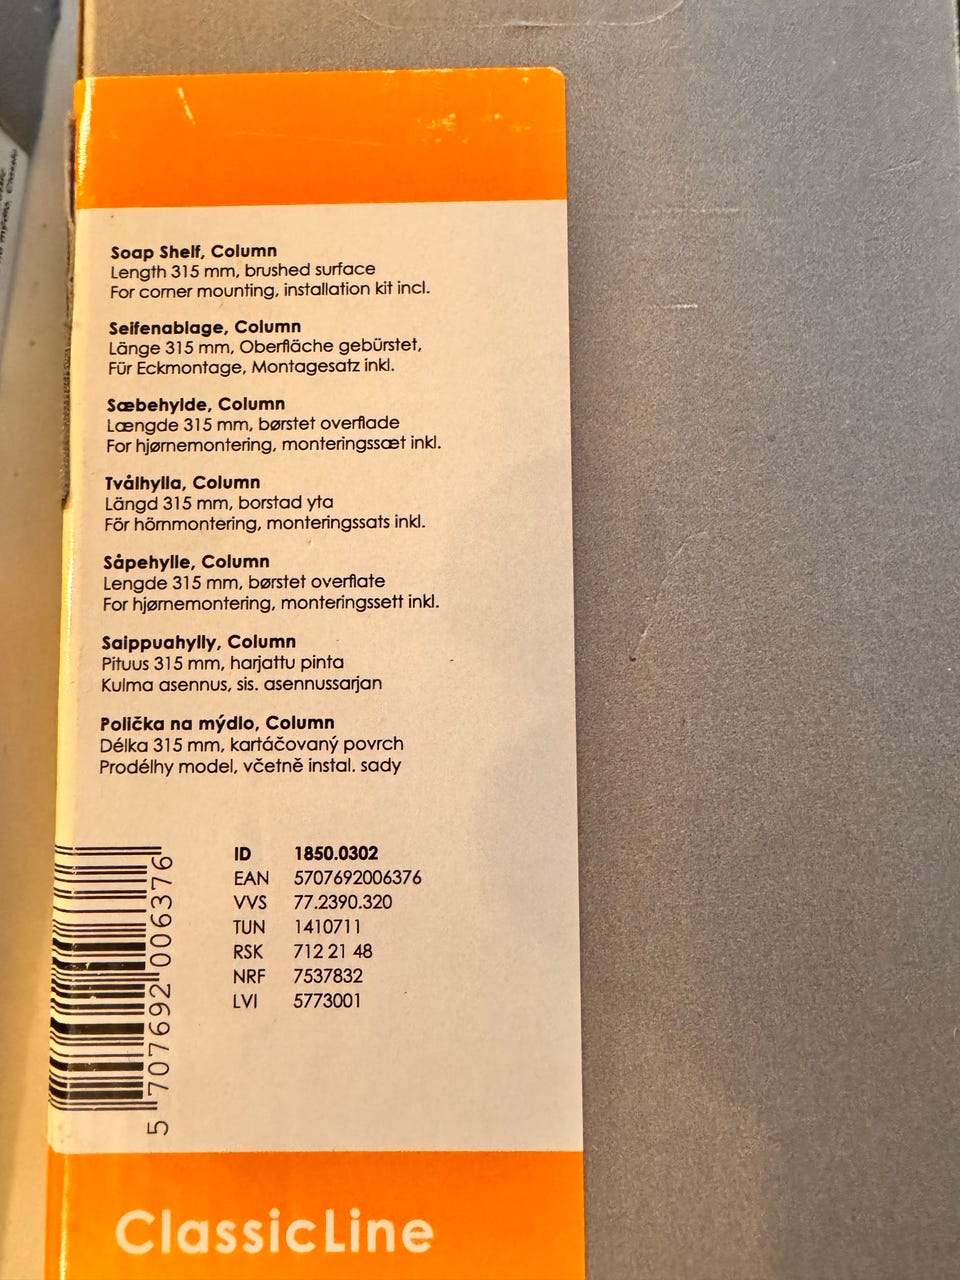 Soap Shelf, Column
Length 315 mm, brushed surface
For corner mounting, installation kit incl.
Seifenablage, Column
Länge 315 mm, Oberfläche gebürstet,
Für Eckmontage, Montagesatz inkl.
Sæbehylde, Column
Længde 315 mm, børstet overflade
For hjørnemontering, monteringssæt inkl.
Tvålhylla, Column
Längd 315 mm, borstad yta
För hörnmontering, monteringssats inkl.
Såpehylle, Column
Lengde 315 mm, børstet overflate
For hjørnemontering, monteringssett inkl.
Saippuahylly, Column
Pituus 315 mm, harjattu pinta
Kulma asennus, sis. asennussarjan
Polička na mýdlo, Column
Délka 315 mm, kartáčovaný povrch
Prodélhy model, včetně instal. sady
ID 1850.0302
EAN 5707692006376
VVS 77.2390.320
TUN 1410711
RSK 712 21 48
NRF 7537832
LVI 5773001
5 707692 006376
ClassicLine